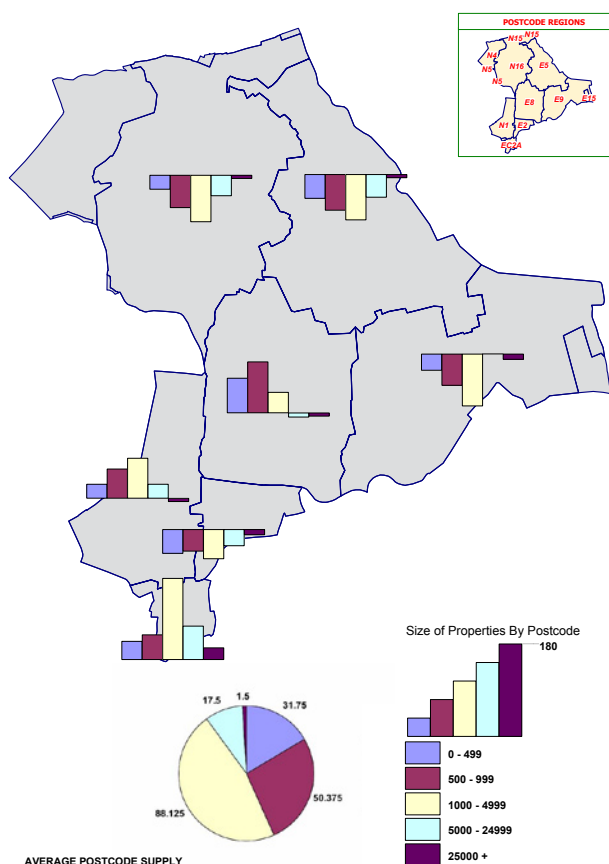 POSTCODE REGIONS
N15
N15
N4
N5
N16
E5
N5
E8
E9
E15
N1
E2
EC2A
Size of Properties By Postcode
180
1.5
17.5
31.75
50.375
88.125
0 - 499
500 - 999
1000 - 4999
5000 - 24999
25000 +
AVERAGE POSTCODE SUPPLY